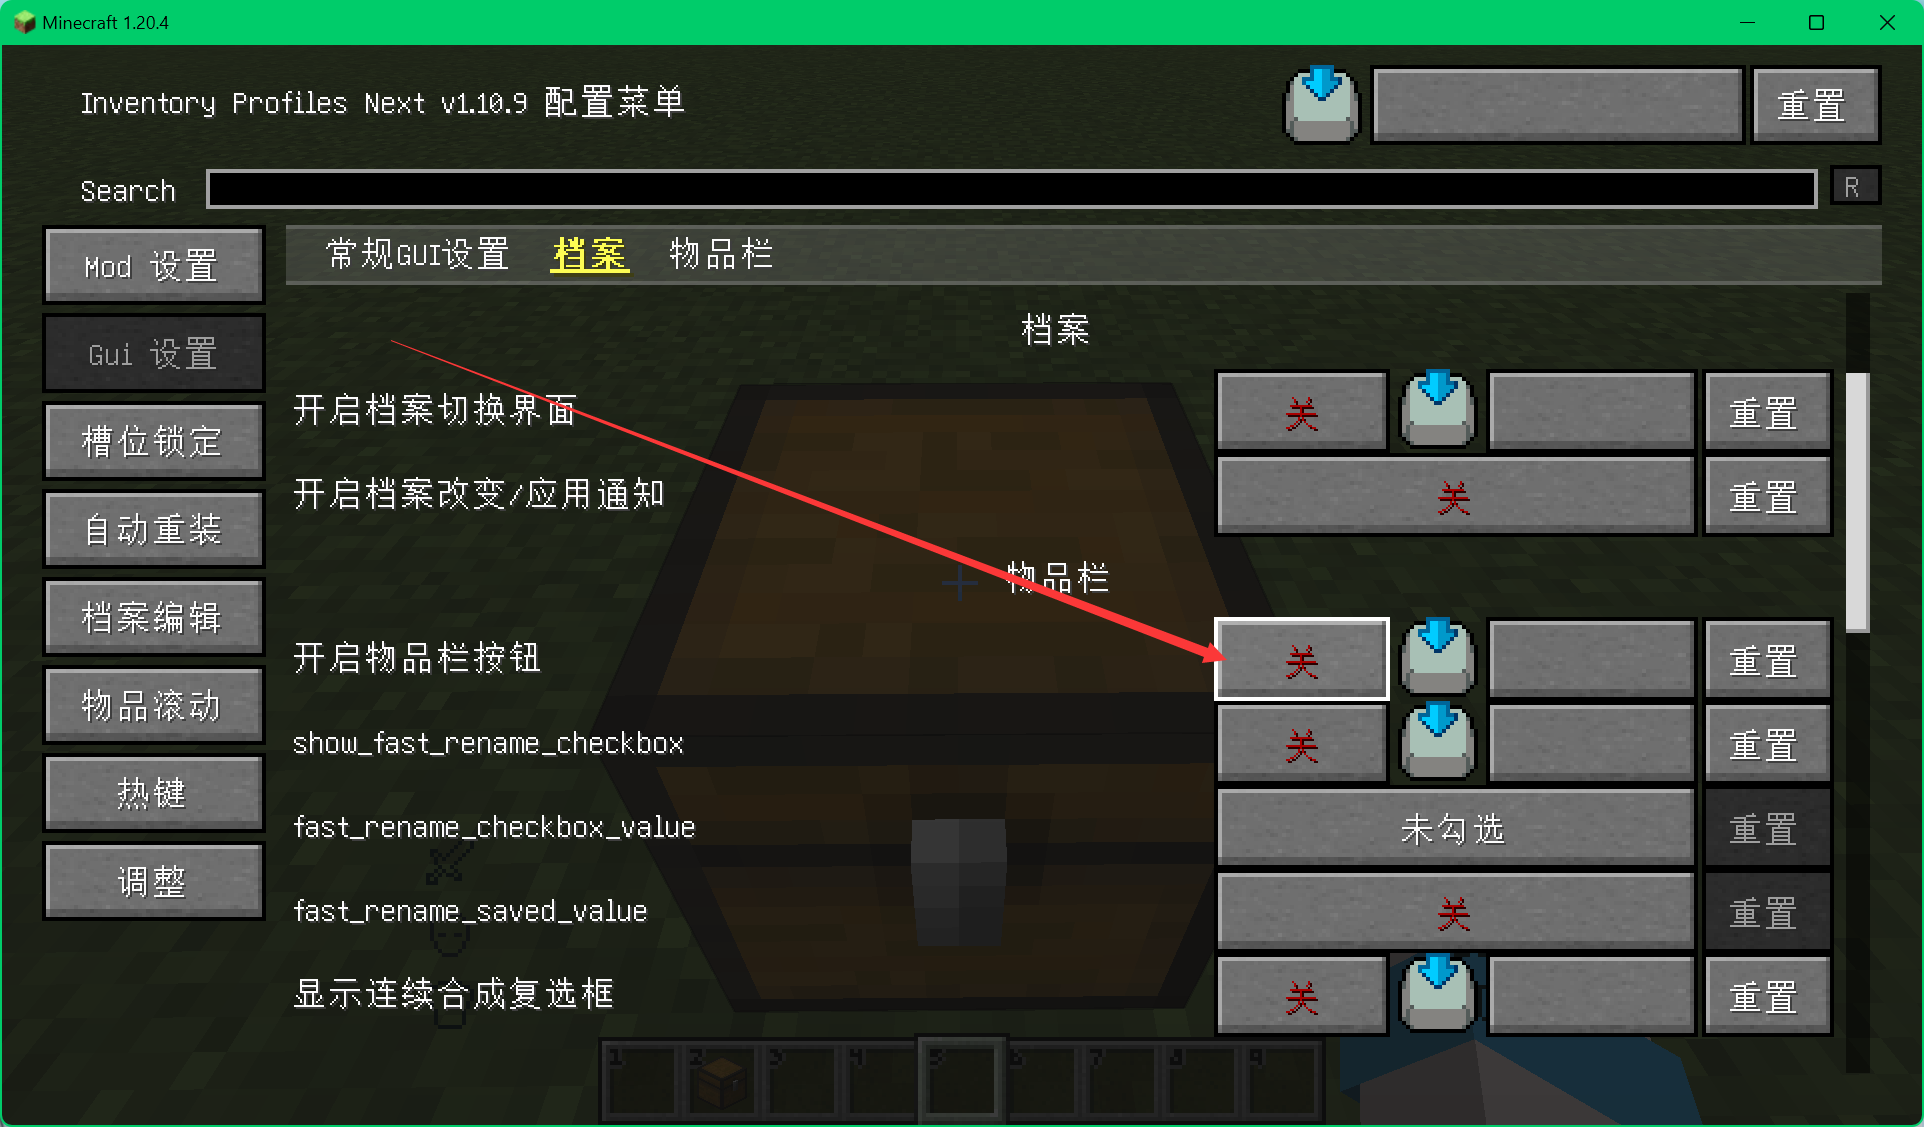 Minecraft 1.20.4
Inventory Profiles Next v1.10.9 配置菜单
重置
Search
R
Mod 设置
Gui 设置
槽位锁定
自动重装
档案编辑
物品滚动
热键
调整
常规GUI设置 档案 物品栏
档案
开启档案切换界面 关 重置
开启档案改变/应用通知 关 重置
物品栏
开启物品栏按钮 关 重置
show_fast_rename_checkbox 关 重置
fast_rename_checkbox_value 未勾选 重置
fast_rename_saved_value 关 重置
显示连续合成复选框 关 重置
1 2 3 4 5 6 7 8 9